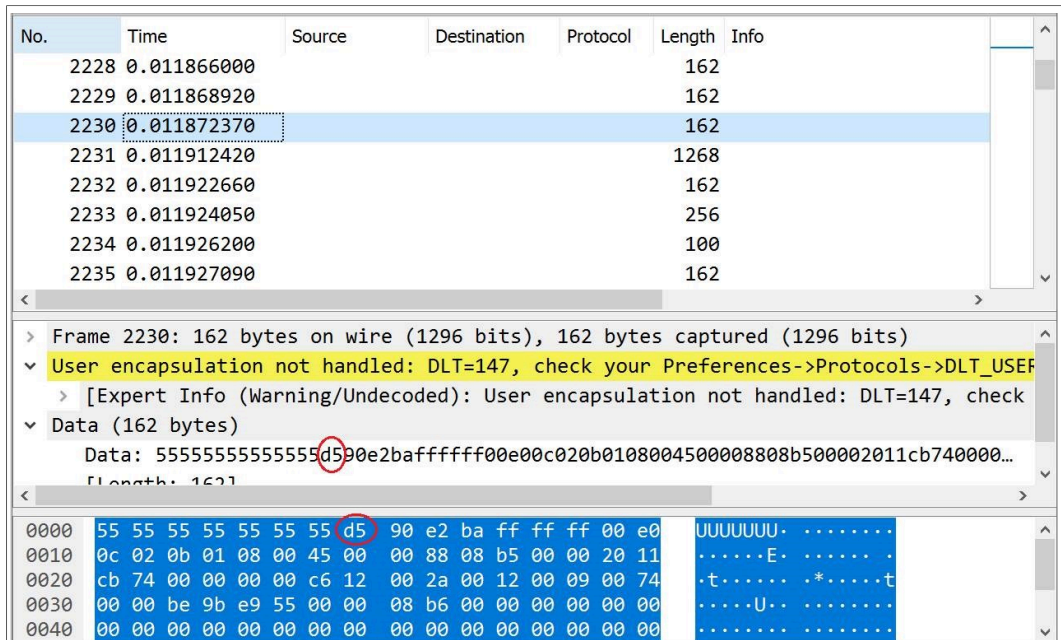 No. Time Source Destination Protocol Length Info
2228 0.011866000 162
2229 0.011868920 162
2230 0.011872370 162
2231 0.011912420 1268
2232 0.011922660 162
2233 0.011924050 256
2234 0.011926200 100
2235 0.011927090 162
Frame 2230: 162 bytes on wire (1296 bits), 162 bytes captured (1296 bits)
User encapsulation not handled: DLT=147, check your Preferences->Protocols->DLT_USER
[Expert Info (Warning/Undecoded): User encapsulation not handled: DLT=147, check
Data (162 bytes)
Data: 55555555555555d590e2baffffff00e00c020b0108004500008808b500002011cb740000…
[Length: 162]
0000 55 55 55 55 55 55 55 d5 90 e2 ba ff ff ff 00 e0 UUUUUUU· ········
0010 0c 02 0b 01 08 00 45 00 00 88 08 b5 00 00 20 11 ······E· ······ ·
0020 cb 74 00 00 00 00 c6 12 00 2a 00 12 00 09 00 74 ·t······ ·*·····t
0030 00 00 be 9b e9 55 00 00 08 b6 00 00 00 00 00 00 ·····U·· ········
0040 00 00 00 00 00 00 00 00 00 00 00 00 00 00 00 00 ········ ········